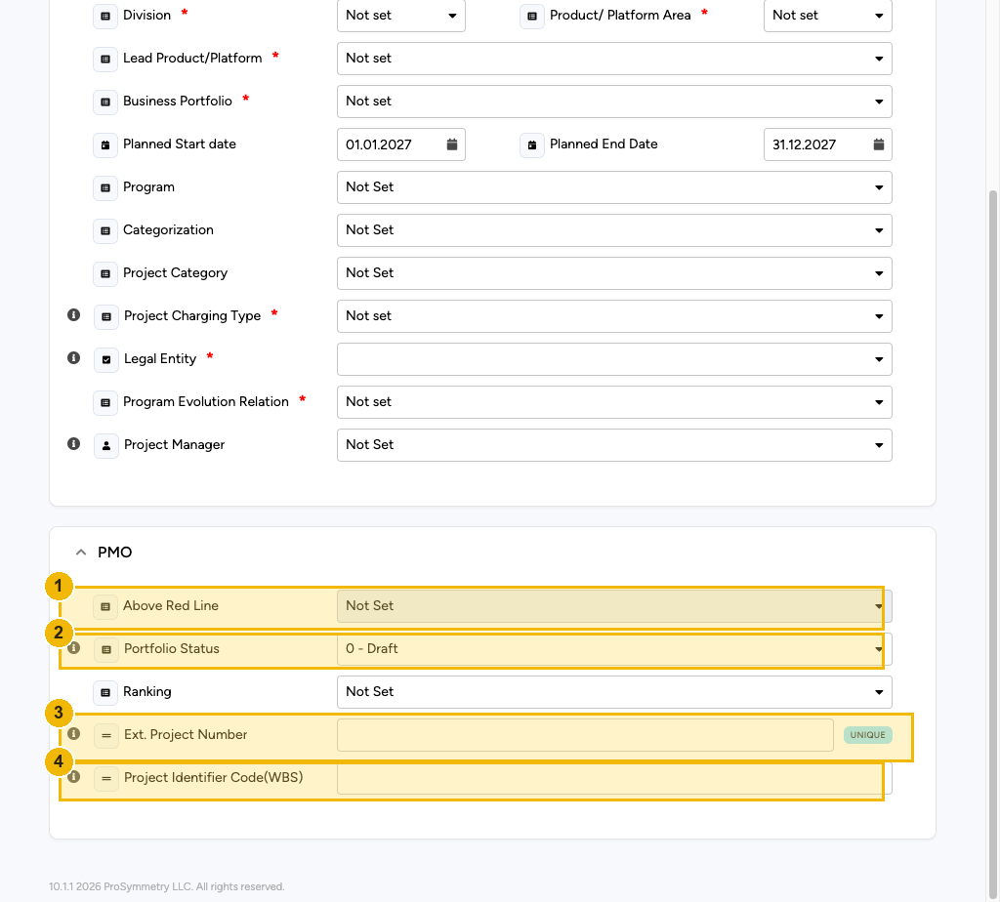 Division * Not set Product/ Platform Area * Not set
Lead Product/Platform * Not set
Business Portfolio * Not set
Planned Start date 01.01.2027 Planned End Date 31.12.2027
Program Not Set
Categorization Not Set
Project Category Not Set
Project Charging Type * Not set
Legal Entity *
Program Evolution Relation * Not set
Project Manager Not Set
PMO
1
Above Red Line Not Set
2
Portfolio Status 0 - Draft
Ranking Not Set
3
Ext. Project Number UNIQUE
4
Project Identifier Code(WBS)
10.1.1 2026 ProSymmetry LLC. All rights reserved.